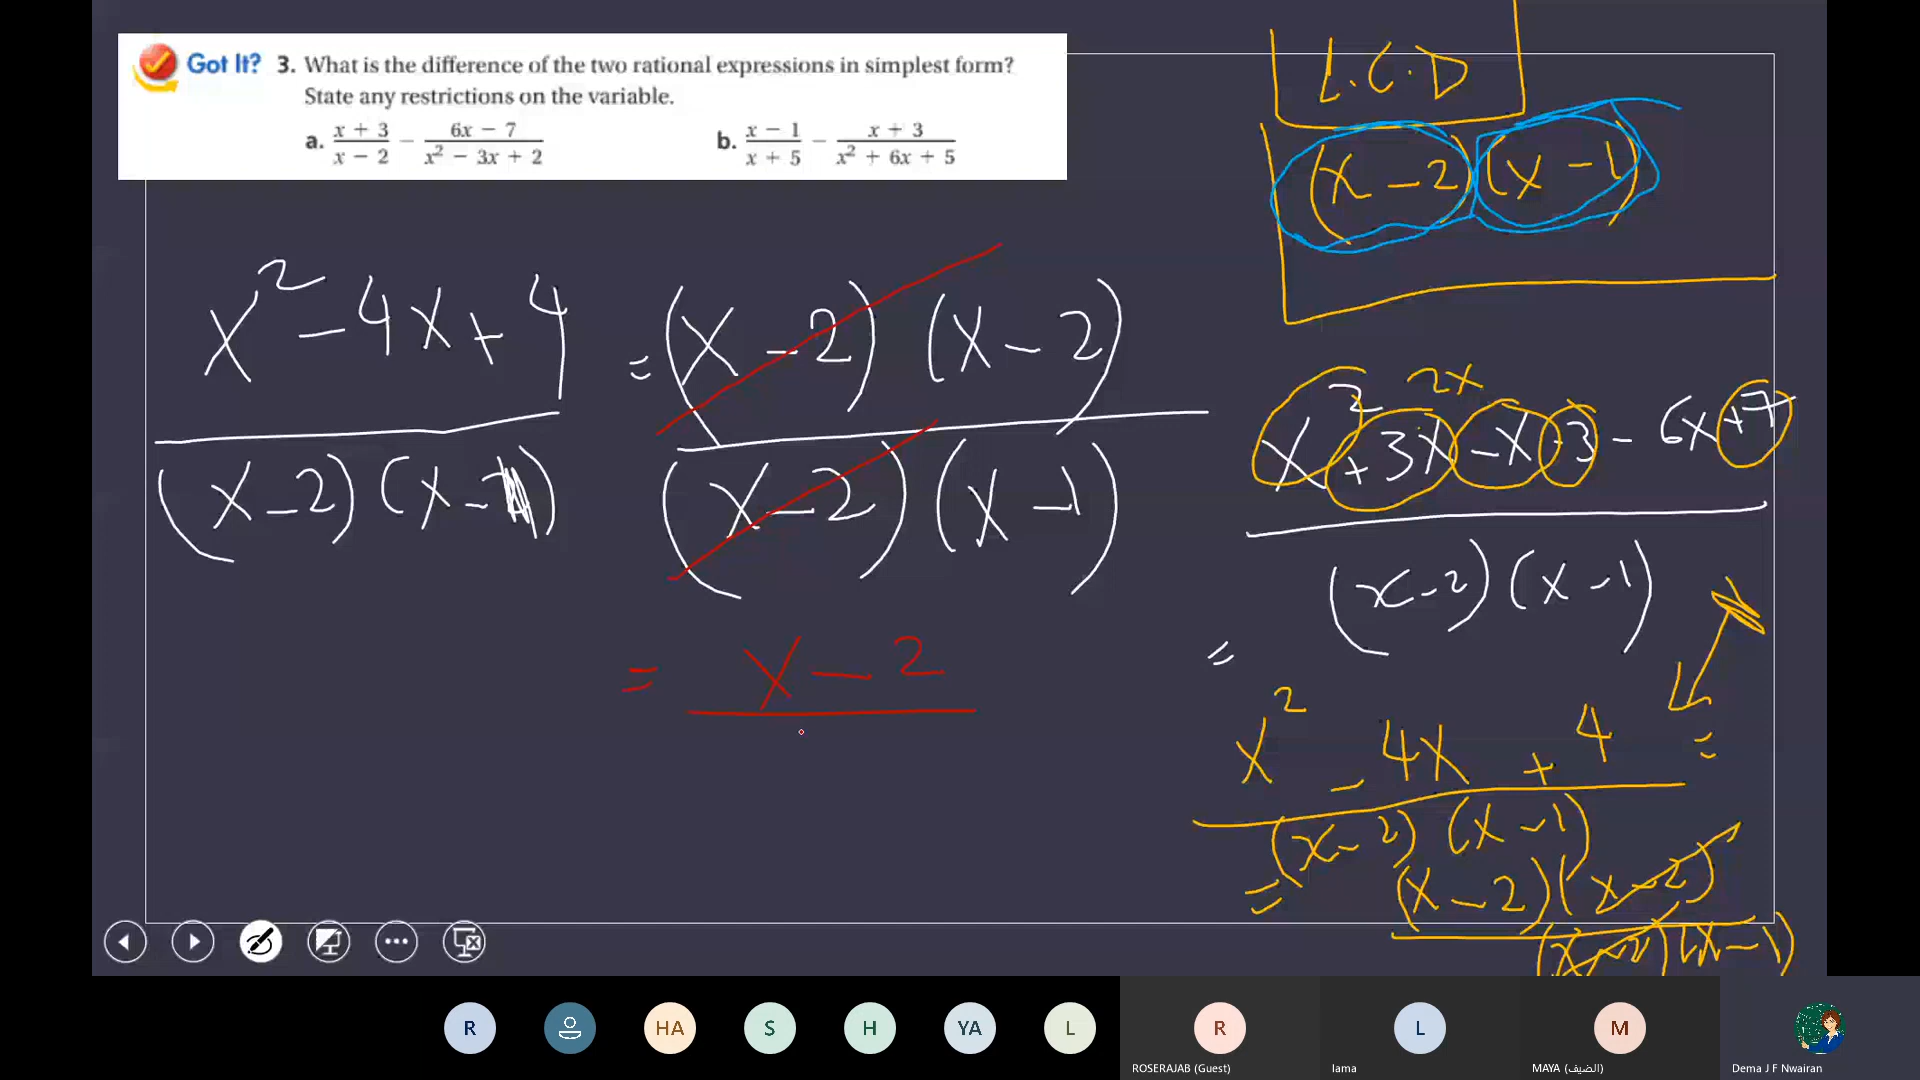 Got It? 3. What is the difference of the two rational expressions in simplest form?
State any restrictions on the variable.
a. x + 3 / x − 2 − 6x − 7 / x² − 3x + 2
b. x − 1 / x + 5 − x + 3 / x² + 6x + 5
L.C.D
(x − 2) (x − 1)
x² − 4x + 4 / (x − 2) (x − 1)
= (x − 2) (x − 2) / (x − 2) (x − 1)
= x − 2
2x
x² + 3x − x − 3 − 6x + 7 / (x − 2) (x − 1)
=
x² − 4x + 4 / (x − 2) (x − 1) =
= (x − 2) (x − 2) / (x − 2) (x − 1)
R
HA
S
H
YA
L
R
L
M
ROSERAJAB (Guest)
lama
MAYA (الضيف)
Dema J F Nwairan